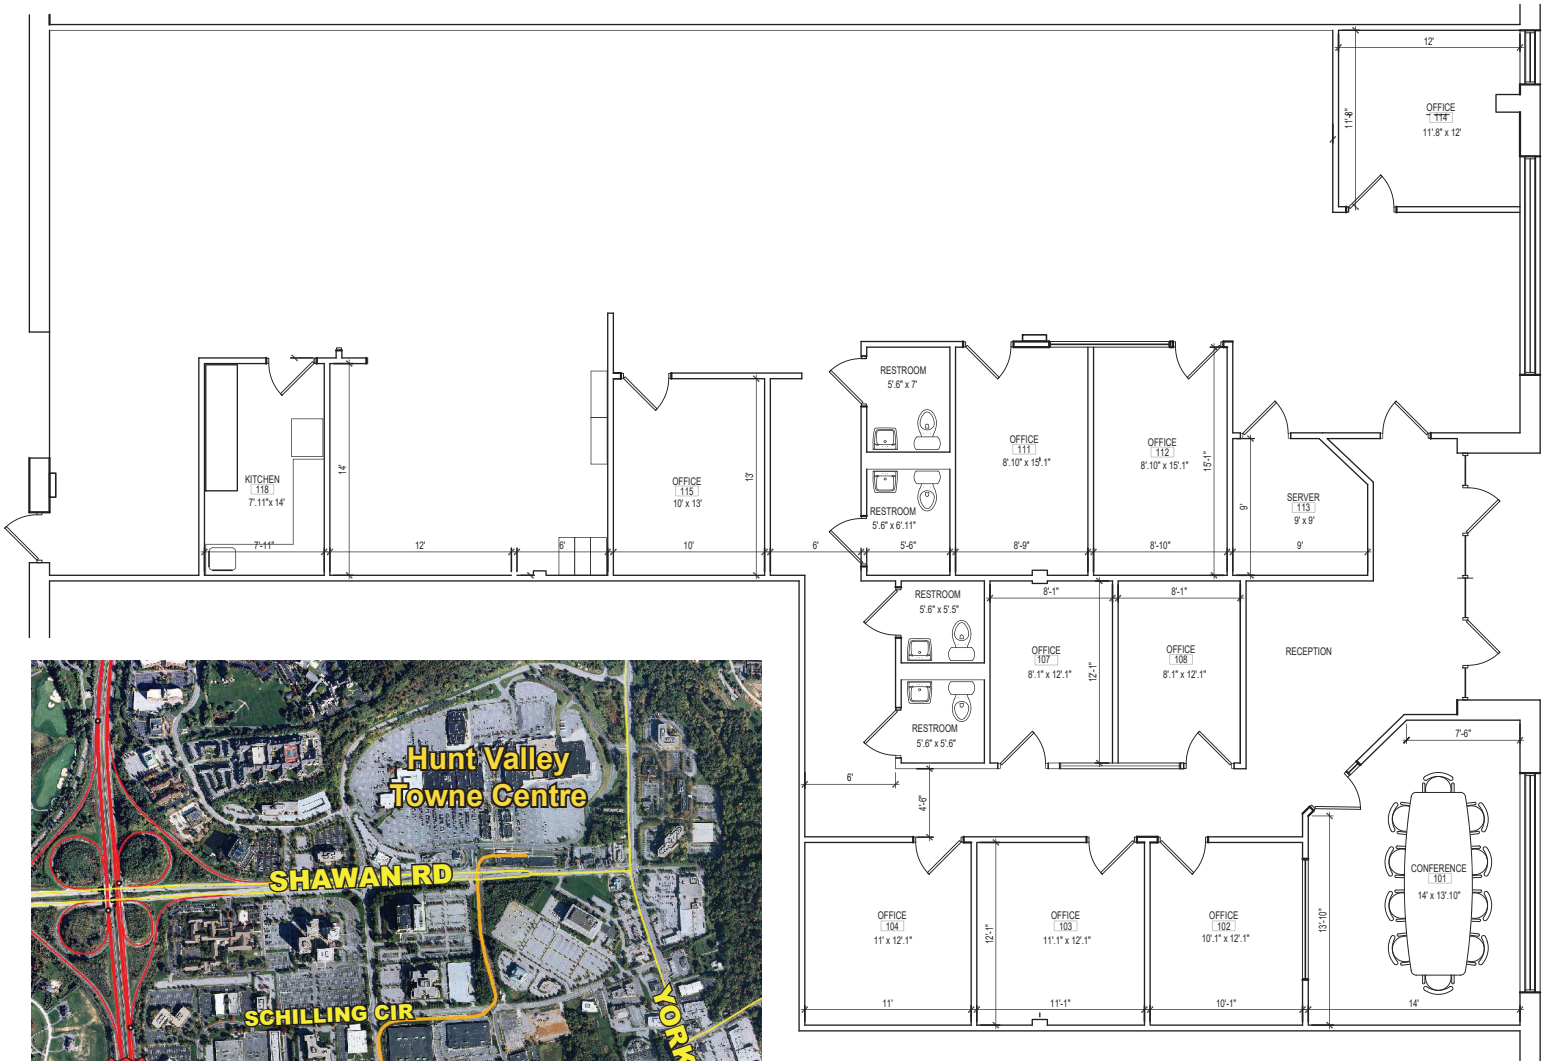 12'
OFFICE
114
11'.8" x 12'
11'-8"
RESTROOM
5'.6" x 7'
OFFICE
111
8'.10" x 15'.1"
OFFICE
112
8'.10" x 15'.1"
15'-1"
KITCHEN
118
7'.11" x 14'
14'
OFFICE
115
10' x 13'
13'
RESTROOM
5'.6" x 6'.11"
SERVER
113
9' x 9'
9'
7'-11"
12'
6'
10'
6'
5'-6"
8'-9"
8'-10"
9'
RESTROOM
5'.6" x 5'.5"
8'-1"
8'-1"
OFFICE
107
8'.1" x 12'.1"
12'-1"
OFFICE
108
8'.1" x 12'.1"
RECEPTION
RESTROOM
5'.6" x 5'.6"
7'-6"
6'
4'-6"
CONFERENCE
101
14' x 13'.10"
13'-10"
OFFICE
104
11' x 12'.1"
12'-1"
OFFICE
103
11'.1" x 12'.1"
OFFICE
102
10'.1" x 12'.1"
11'
11'-1"
10'-1"
14'
Hunt Valley
Towne Centre
SHAWAN RD
SCHILLING CIR
YORK